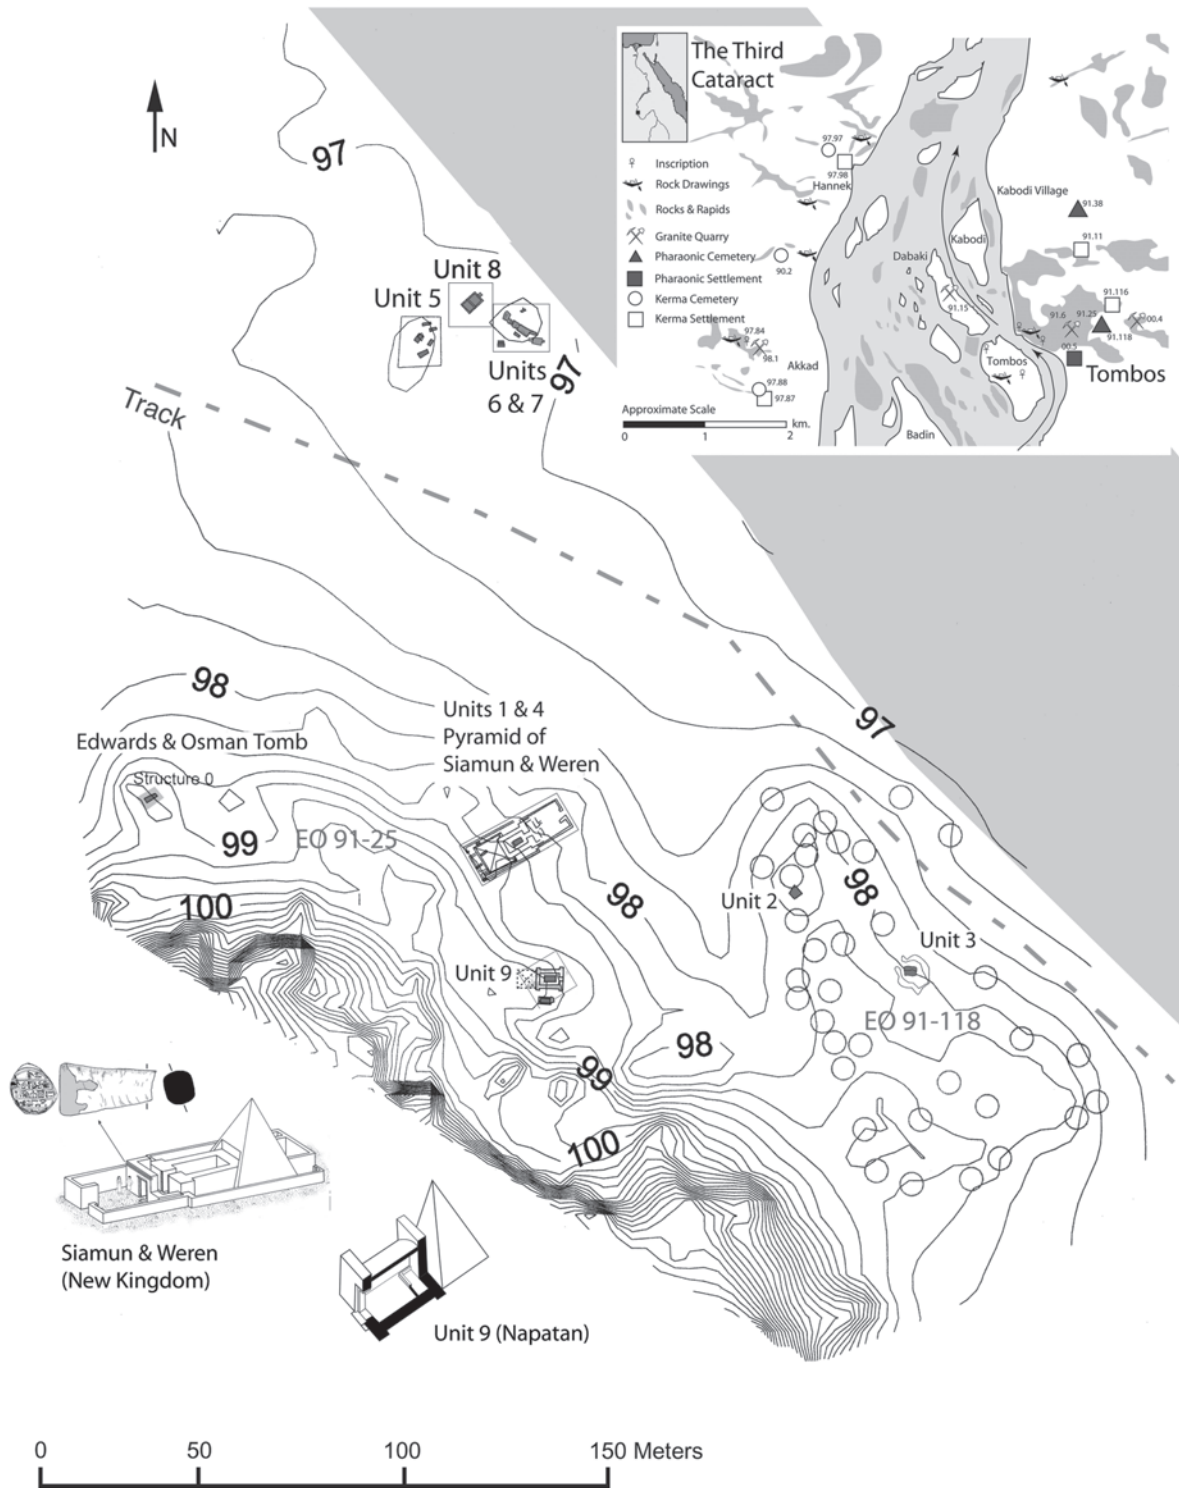 The Third
Cataract
Inscription
Rock Drawings
Rocks & Rapids
Granite Quarry
Pharaonic Cemetery
Pharaonic Settlement
Kerma Cemetery
Kerma Settlement
Approximate Scale
0 1 2
km.
97.97
97.98
Hannek
90.2
97.84
98.1
Akkad
97.88
97.87
Badin
Dabaki
Kabodi
91.15
Tombos
Kabodi Village
91.38
91.11
91.116
91.6
91.25
00.4
91.118
00.5
Tombos
N
97
Unit 8
Unit 5
Units
6 & 7
97
Track
98
Units 1 & 4
Pyramid of
Siamun & Weren
97
Edwards & Osman Tomb
Structure 0
99
EO 91-25
98
98
100
Unit 2
Unit 3
Unit 9
EO 91-118
98
99
100
Siamun & Weren
(New Kingdom)
Unit 9 (Napatan)
0 50 100 150 Meters